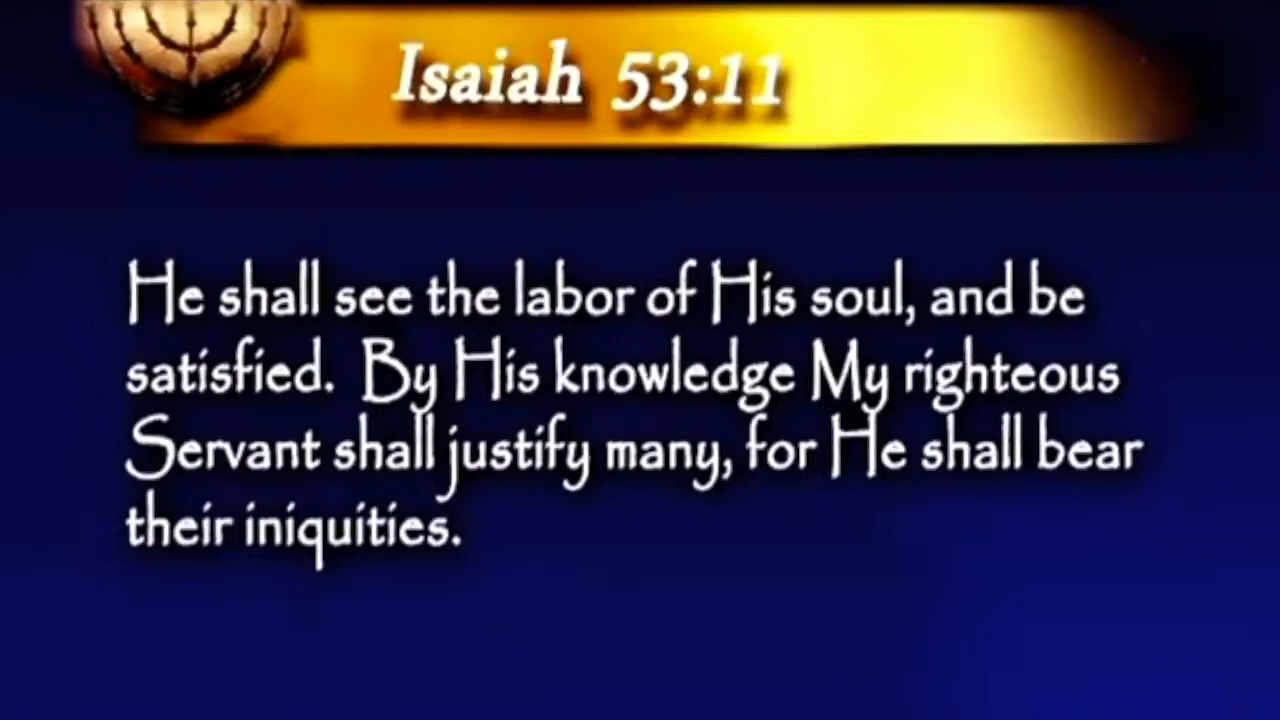 Isaiah 53:11
He shall see the labor of His soul, and be
satisfied. By His knowledge My righteous
Servant shall justify many, for He shall bear
their iniquities.